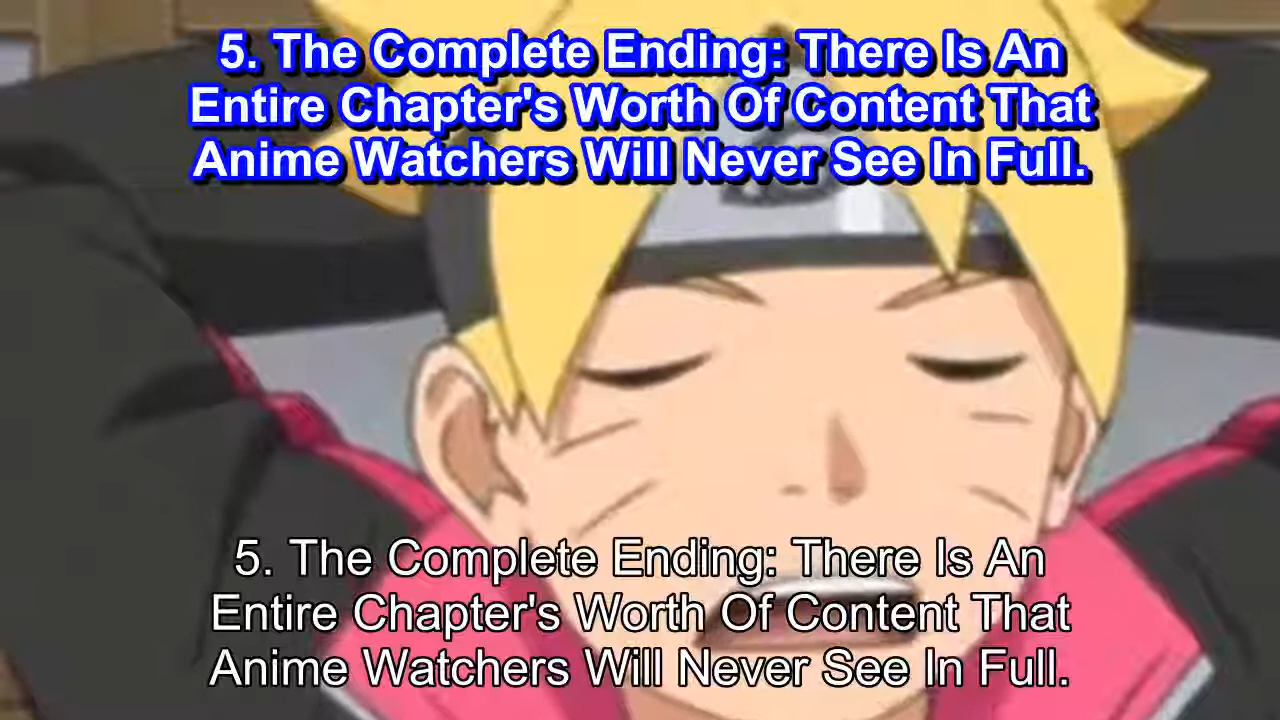 5. The Complete Ending: There Is An
Entire Chapter's Worth Of Content That
Anime Watchers Will Never See In Full.
5. The Complete Ending: There Is An
Entire Chapter's Worth Of Content That
Anime Watchers Will Never See In Full.